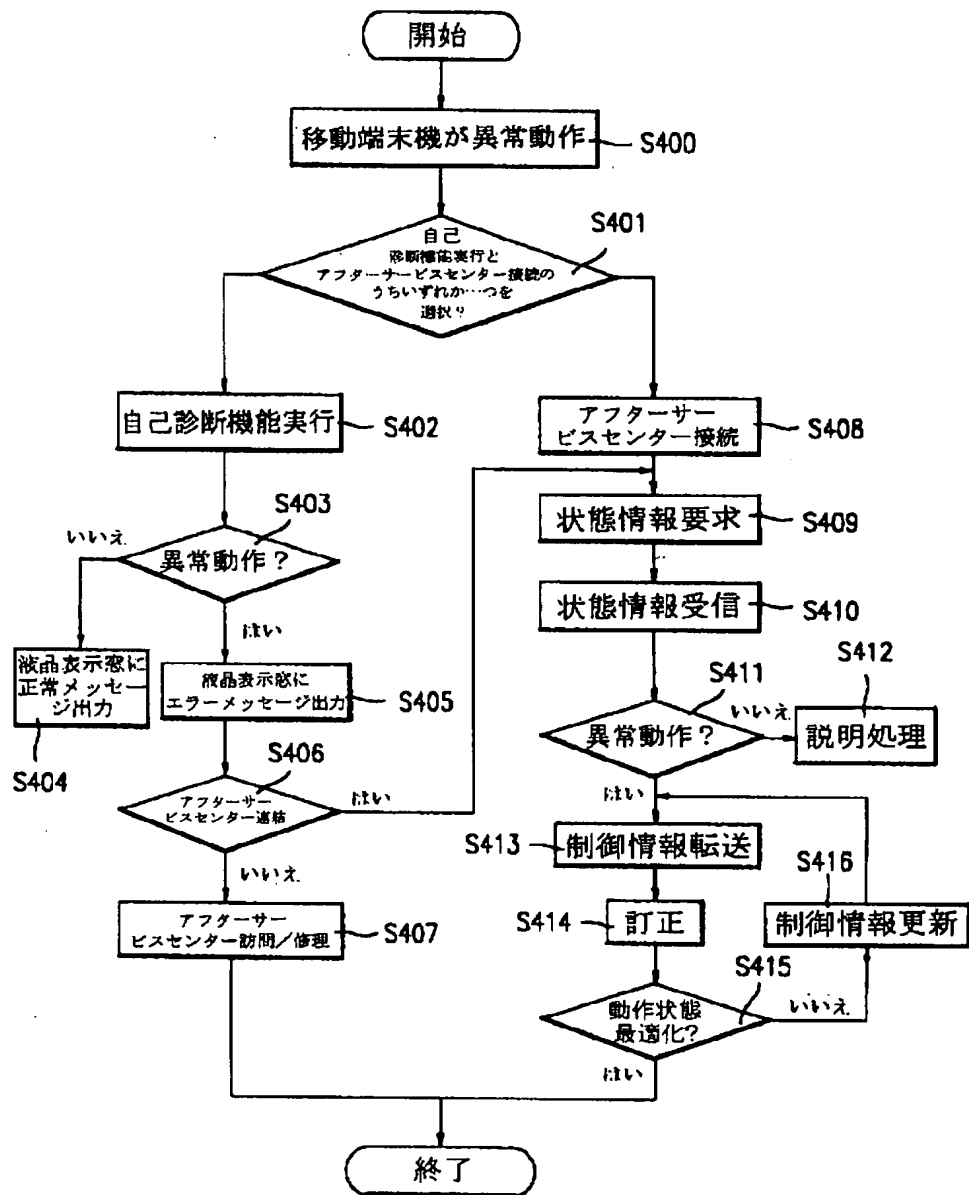 開始
移動端末機が異常動作
S400
S401
自己
診断機能実行と
アフターサービスセンター接続の
うちいずれか一つを
選択?
自己診断機能実行
S402
アフターサー
ビスセンター接続
S408
S403
いいえ
異常動作?
はい
状態情報要求
S409
状態情報受信
S410
液晶表示窓に
正常メッセー
ジ出力
S404
液晶表示窓に
エラーメッセージ出力
S405
S411
異常動作?
いいえ
S412
説明処理
はい
S406
アフターサー
ビスセンター連結
はい
いいえ
S413
制御情報転送
S414
訂正
S416
制御情報更新
アフターサー
ビスセンター訪問/修理
S407
S415
動作状態
最適化?
いいえ
はい
終了